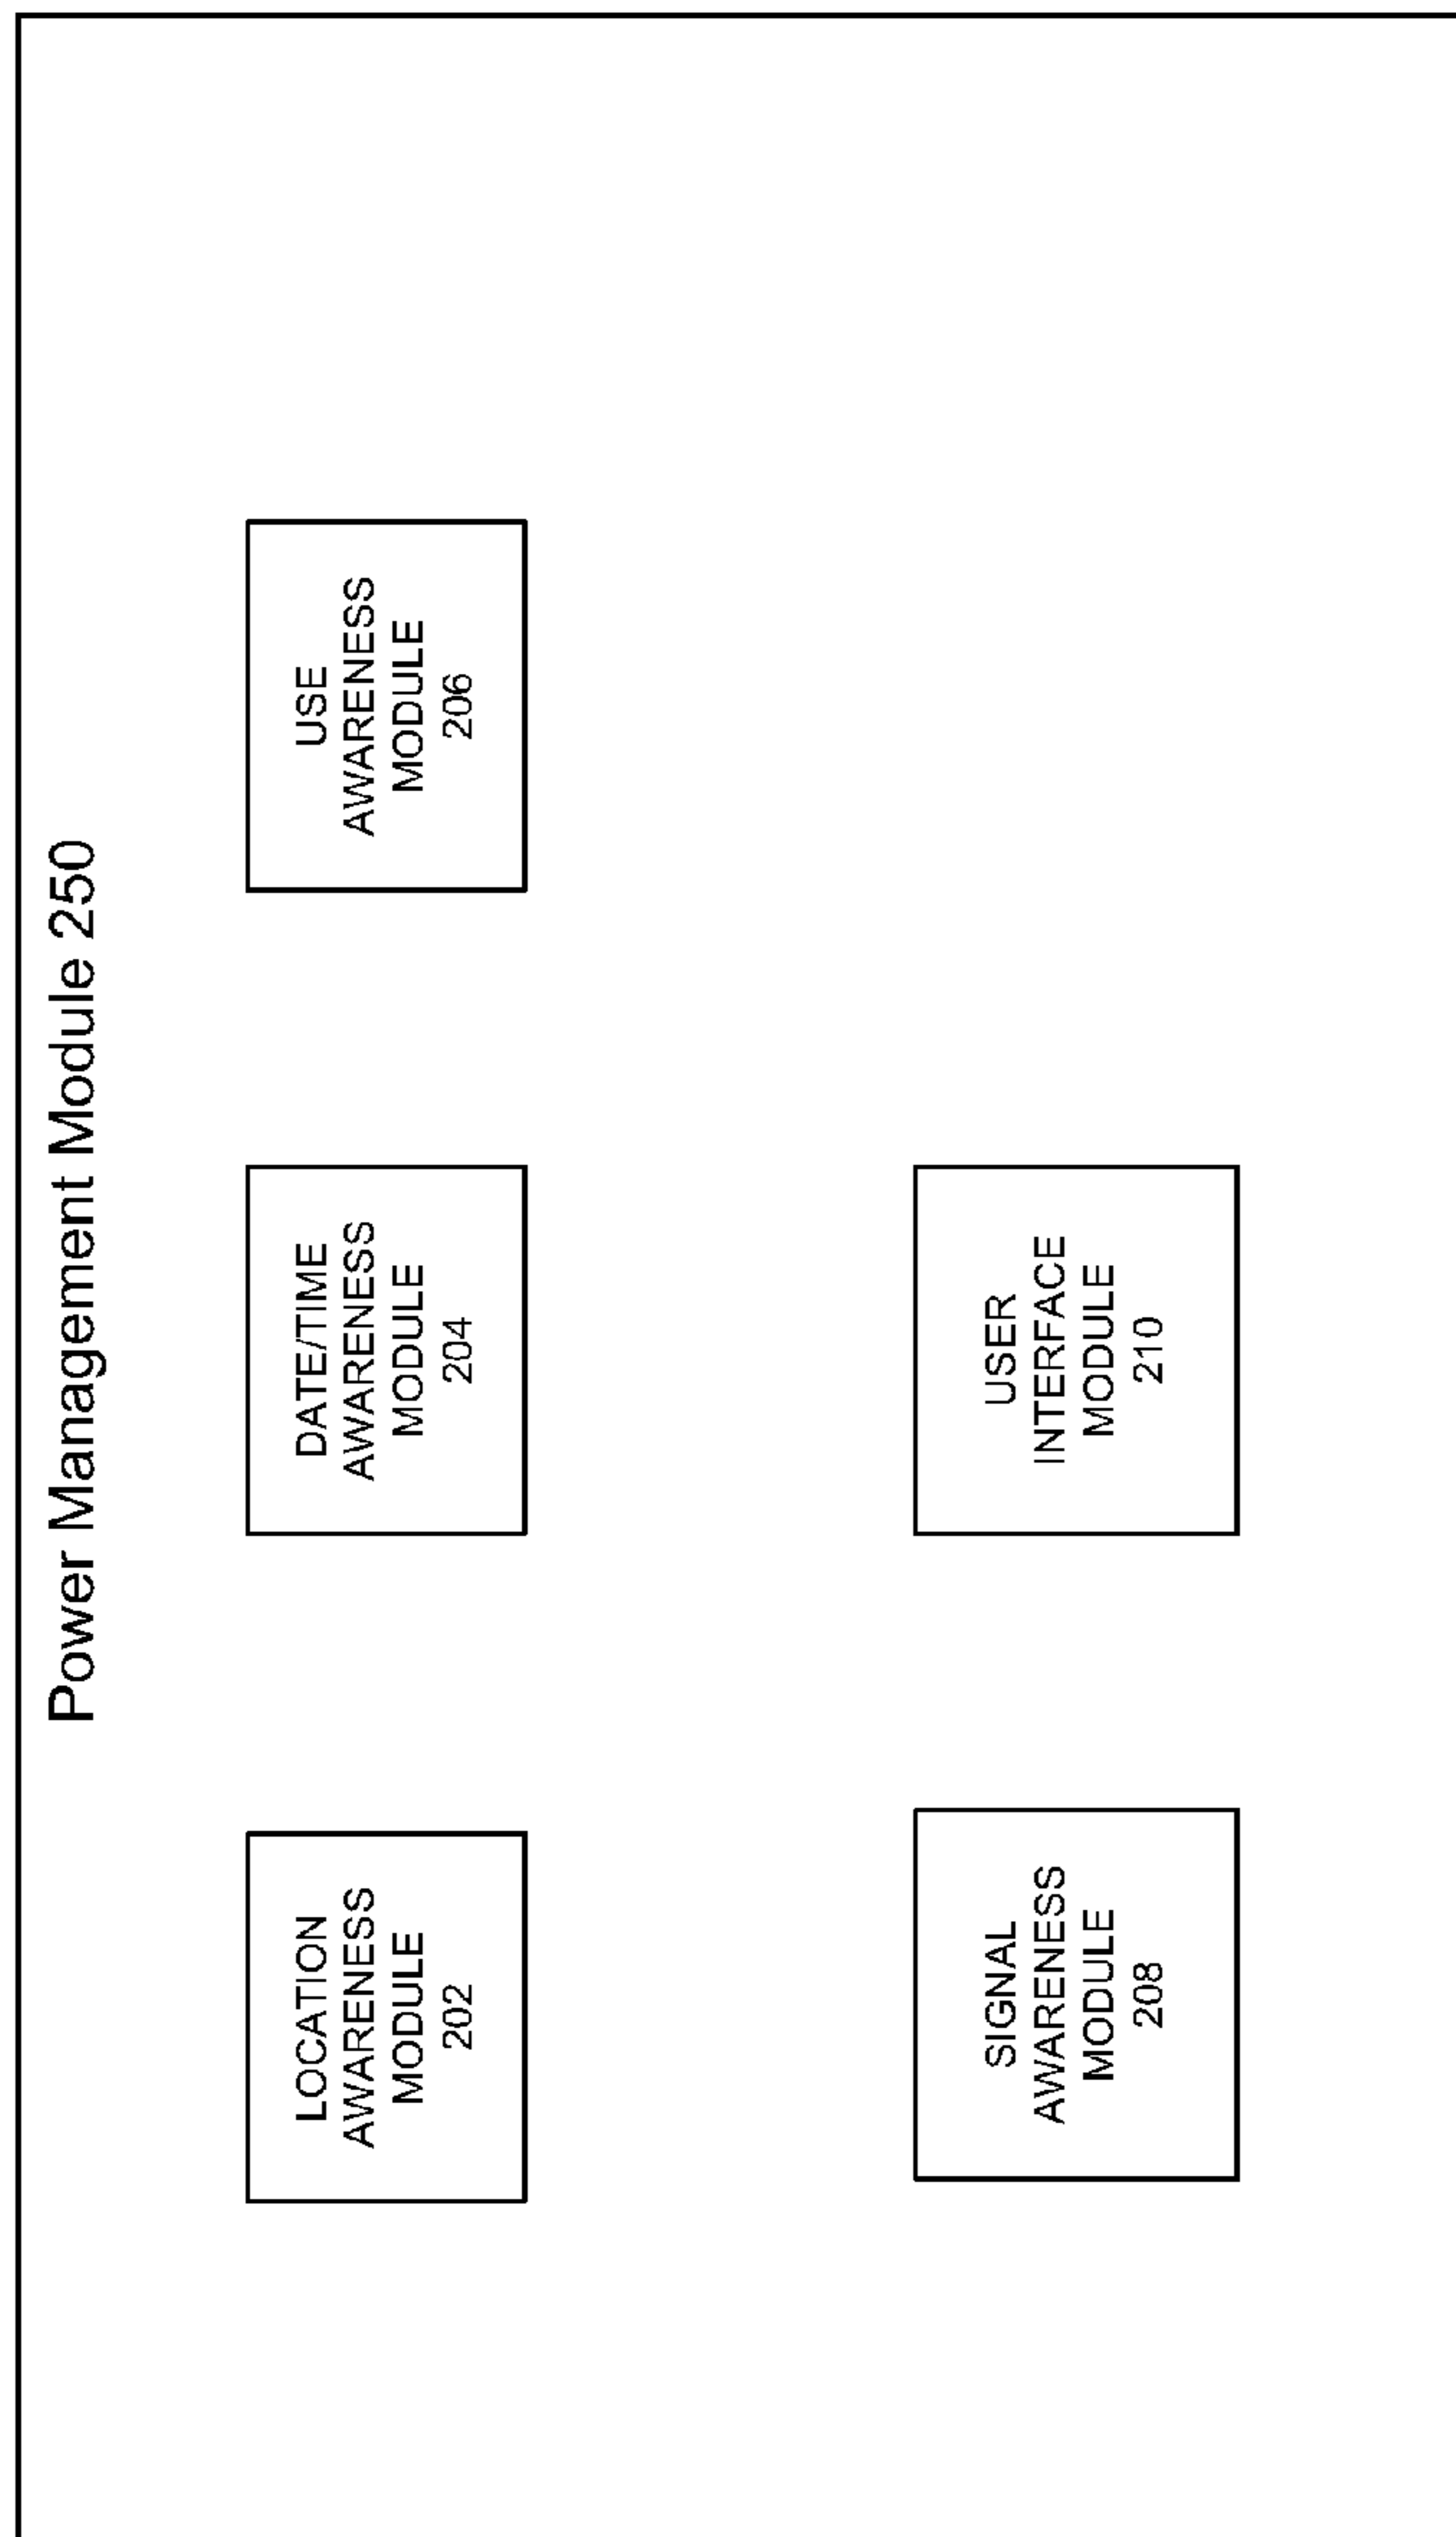 Power Management Module 250
LOCATION
AWARENESS
MODULE
202
DATE/TIME
AWARENESS
MODULE
204
USE
AWARENESS
MODULE
206
SIGNAL
AWARENESS
MODULE
208
USER
INTERFACE
MODULE
210